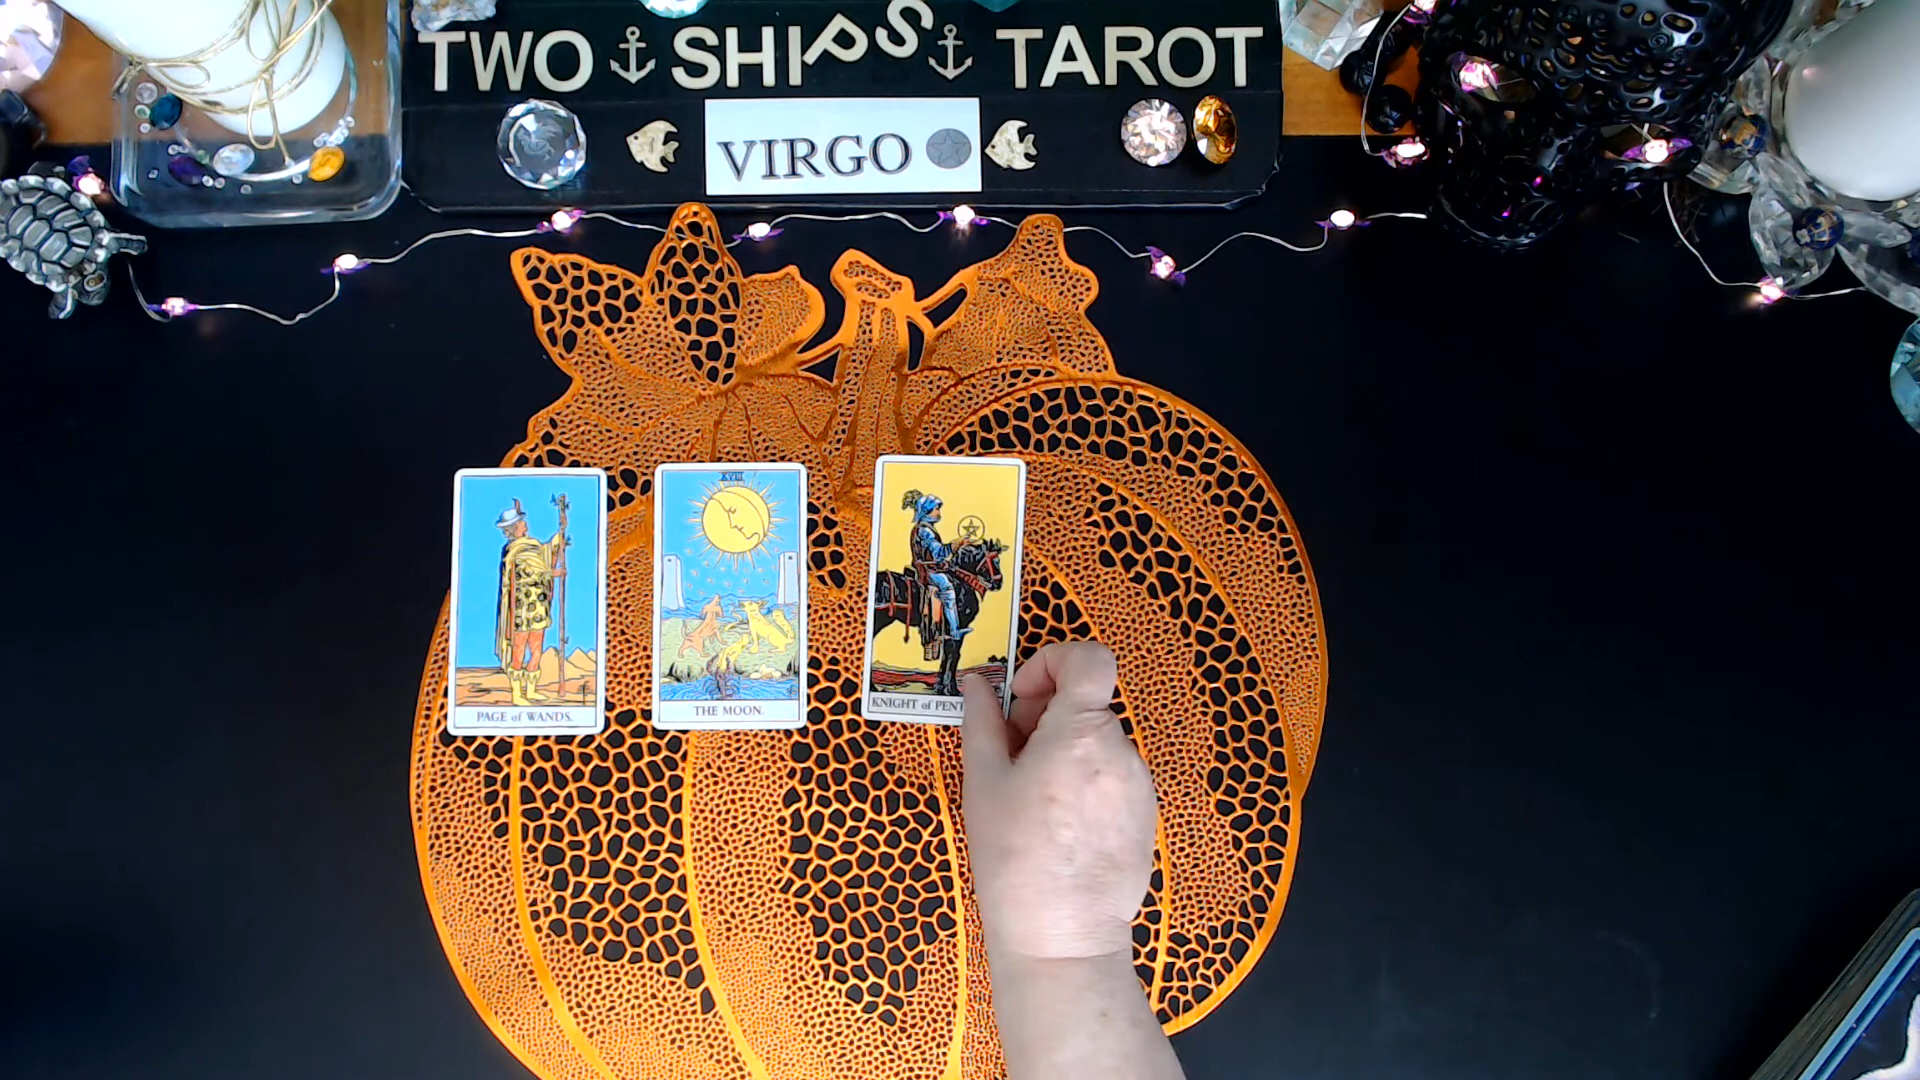 TWO SHIPS TAROT
VIRGO
XVIII
PAGE of WANDS.
THE MOON.
KNIGHT of PENT